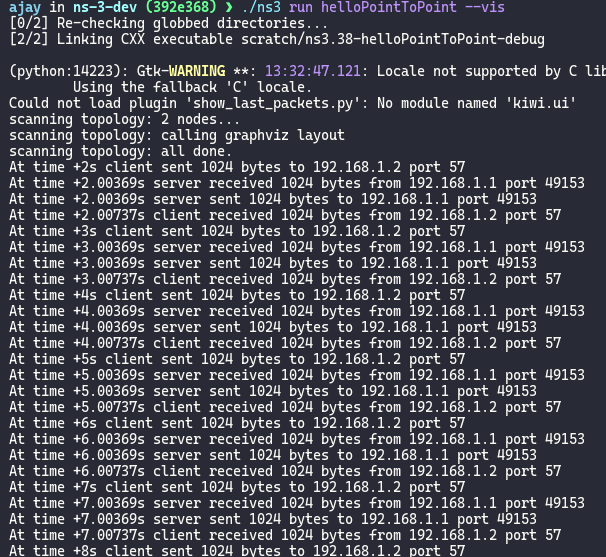 ajay in ns-3-dev (392e368) ❯ ./ns3 run helloPointToPoint --vis
[0/2] Re-checking globbed directories...
[2/2] Linking CXX executable scratch/ns3.38-helloPointToPoint-debug
(python:14223): Gtk-WARNING **: 13:32:47.121: Locale not supported by C lib
Using the fallback 'C' locale.
Could not load plugin 'show_last_packets.py': No module named 'kiwi.ui'
scanning topology: 2 nodes...
scanning topology: calling graphviz layout
scanning topology: all done.
At time +2s client sent 1024 bytes to 192.168.1.2 port 57
At time +2.00369s server received 1024 bytes from 192.168.1.1 port 49153
At time +2.00369s server sent 1024 bytes to 192.168.1.1 port 49153
At time +2.00737s client received 1024 bytes from 192.168.1.2 port 57
At time +3s client sent 1024 bytes to 192.168.1.2 port 57
At time +3.00369s server received 1024 bytes from 192.168.1.1 port 49153
At time +3.00369s server sent 1024 bytes to 192.168.1.1 port 49153
At time +3.00737s client received 1024 bytes from 192.168.1.2 port 57
At time +4s client sent 1024 bytes to 192.168.1.2 port 57
At time +4.00369s server received 1024 bytes from 192.168.1.1 port 49153
At time +4.00369s server sent 1024 bytes to 192.168.1.1 port 49153
At time +4.00737s client received 1024 bytes from 192.168.1.2 port 57
At time +5s client sent 1024 bytes to 192.168.1.2 port 57
At time +5.00369s server received 1024 bytes from 192.168.1.1 port 49153
At time +5.00369s server sent 1024 bytes to 192.168.1.1 port 49153
At time +5.00737s client received 1024 bytes from 192.168.1.2 port 57
At time +6s client sent 1024 bytes to 192.168.1.2 port 57
At time +6.00369s server received 1024 bytes from 192.168.1.1 port 49153
At time +6.00369s server sent 1024 bytes to 192.168.1.1 port 49153
At time +6.00737s client received 1024 bytes from 192.168.1.2 port 57
At time +7s client sent 1024 bytes to 192.168.1.2 port 57
At time +7.00369s server received 1024 bytes from 192.168.1.1 port 49153
At time +7.00369s server sent 1024 bytes to 192.168.1.1 port 49153
At time +7.00737s client received 1024 bytes from 192.168.1.2 port 57
At time +8s client sent 1024 bytes to 192.168.1.2 port 57